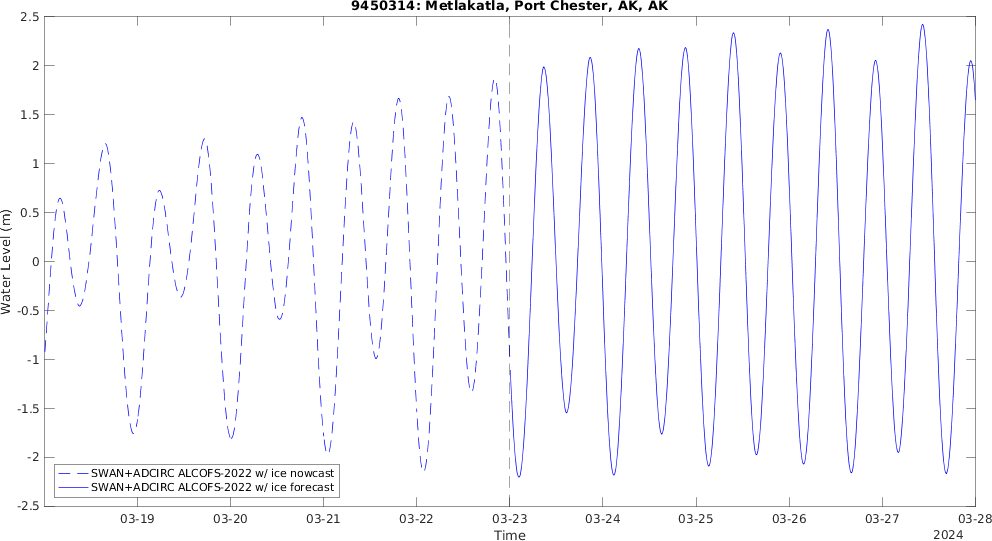 9450314: Metlakatla, Port Chester, AK, AK
2.5
2
1.5
1
0.5
0
-0.5
-1
-1.5
-2
-2.5
Water Level (m)
SWAN+ADCIRC ALCOFS-2022 w/ ice nowcast
SWAN+ADCIRC ALCOFS-2022 w/ ice forecast
03-19 03-20 03-21 03-22 03-23 03-24 03-25 03-26 03-27 03-28
Time
2024